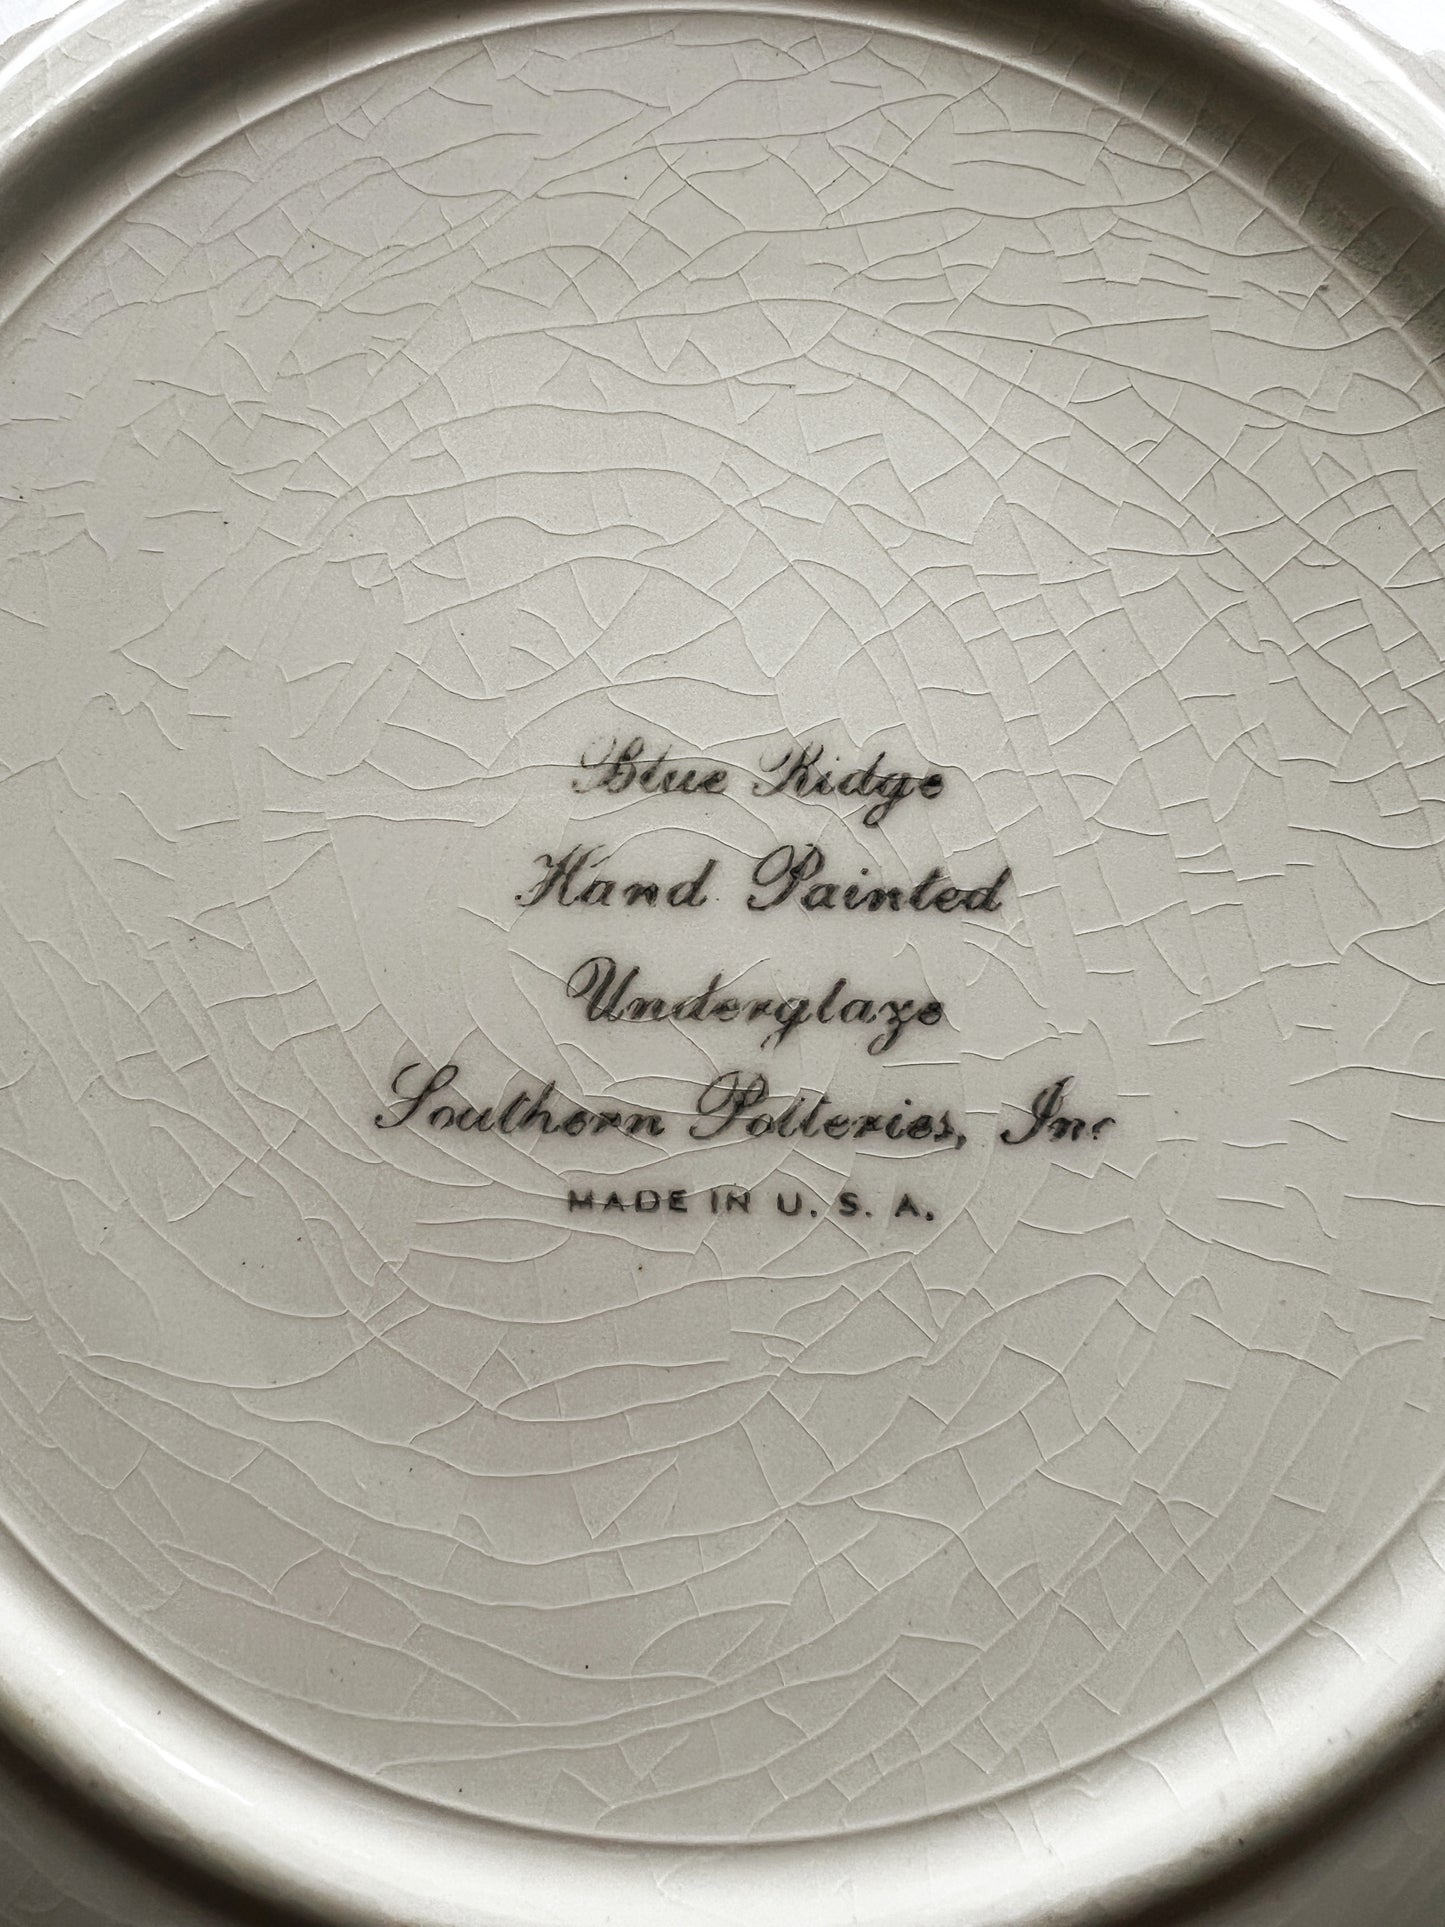 Blue Ridge
Hand Painted
Underglaze
Southern Potteries, Inc
MADE IN U. S. A.